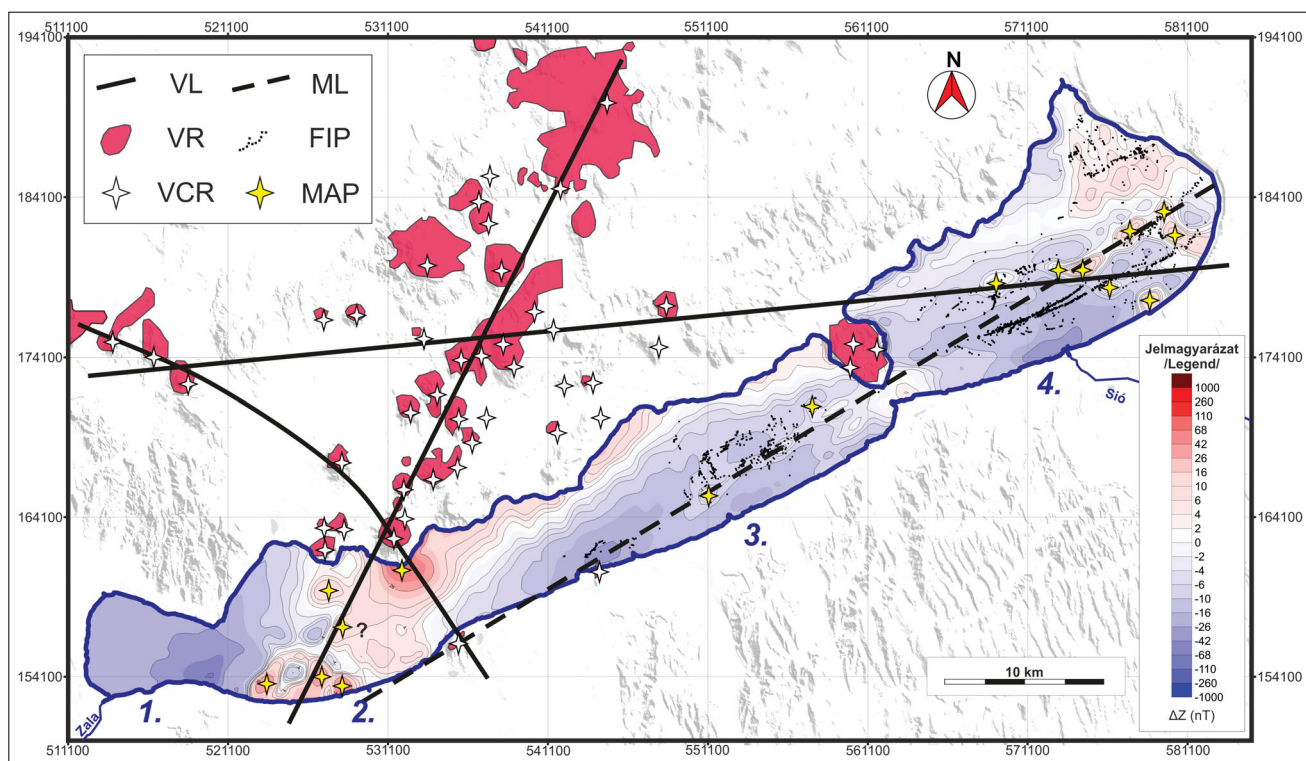 511100 521100 531100 541100 551100 561100 571100 581100
194100 194100
VL ML
N
VR FIP
VCR MAP
184100 184100
174100 174100
Jelmagyarázat
/Legend/
1000
260
110
68
42
26
16
10
6
4
2
0
-2
-4
-6
-10
-16
-26
-42
-68
-110
-260
-1000
ΔZ (nT)
4.
Sió
164100 164100
3.
?
10 km
154100 154100
Zala
1.
2.
511100 521100 531100 541100 551100 561100 571100 581100